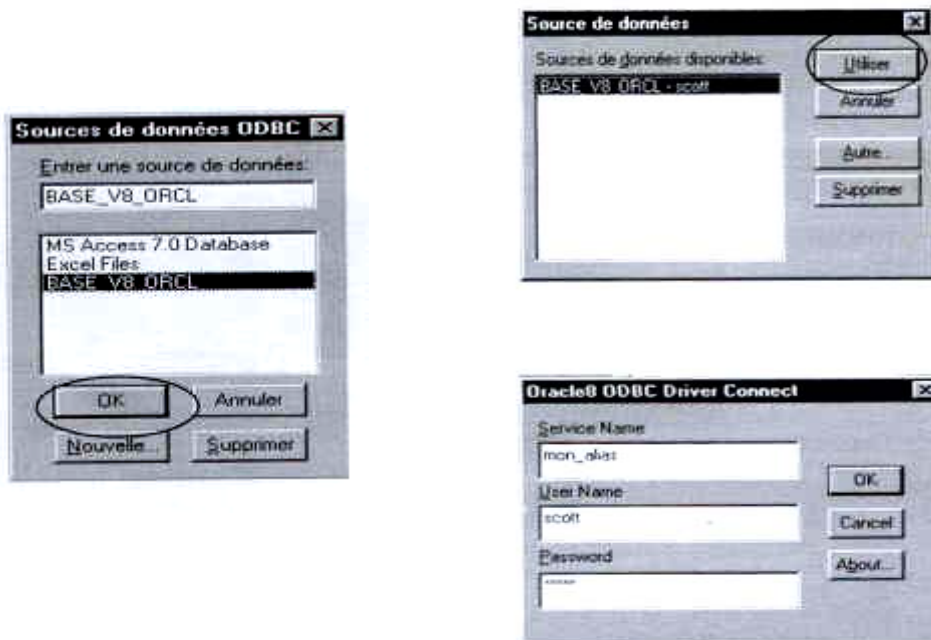 Sources de données ODBC
Entrer une source de données:
BASE_V8_ORCL
MS Access 7.0 Database
Excel Files
BASE_V8_ORCL
OK
Annuler
Nouvelle...
Supprimer
Source de données
Sources de données disponibles:
BASE_V8_ORCL - scott
Utiliser
Annuler
Autre...
Supprimer
Oracle8 ODBC Driver Connect
Service Name
mon_alias
User Name
scott
Password
*****
OK
Cancel
About...